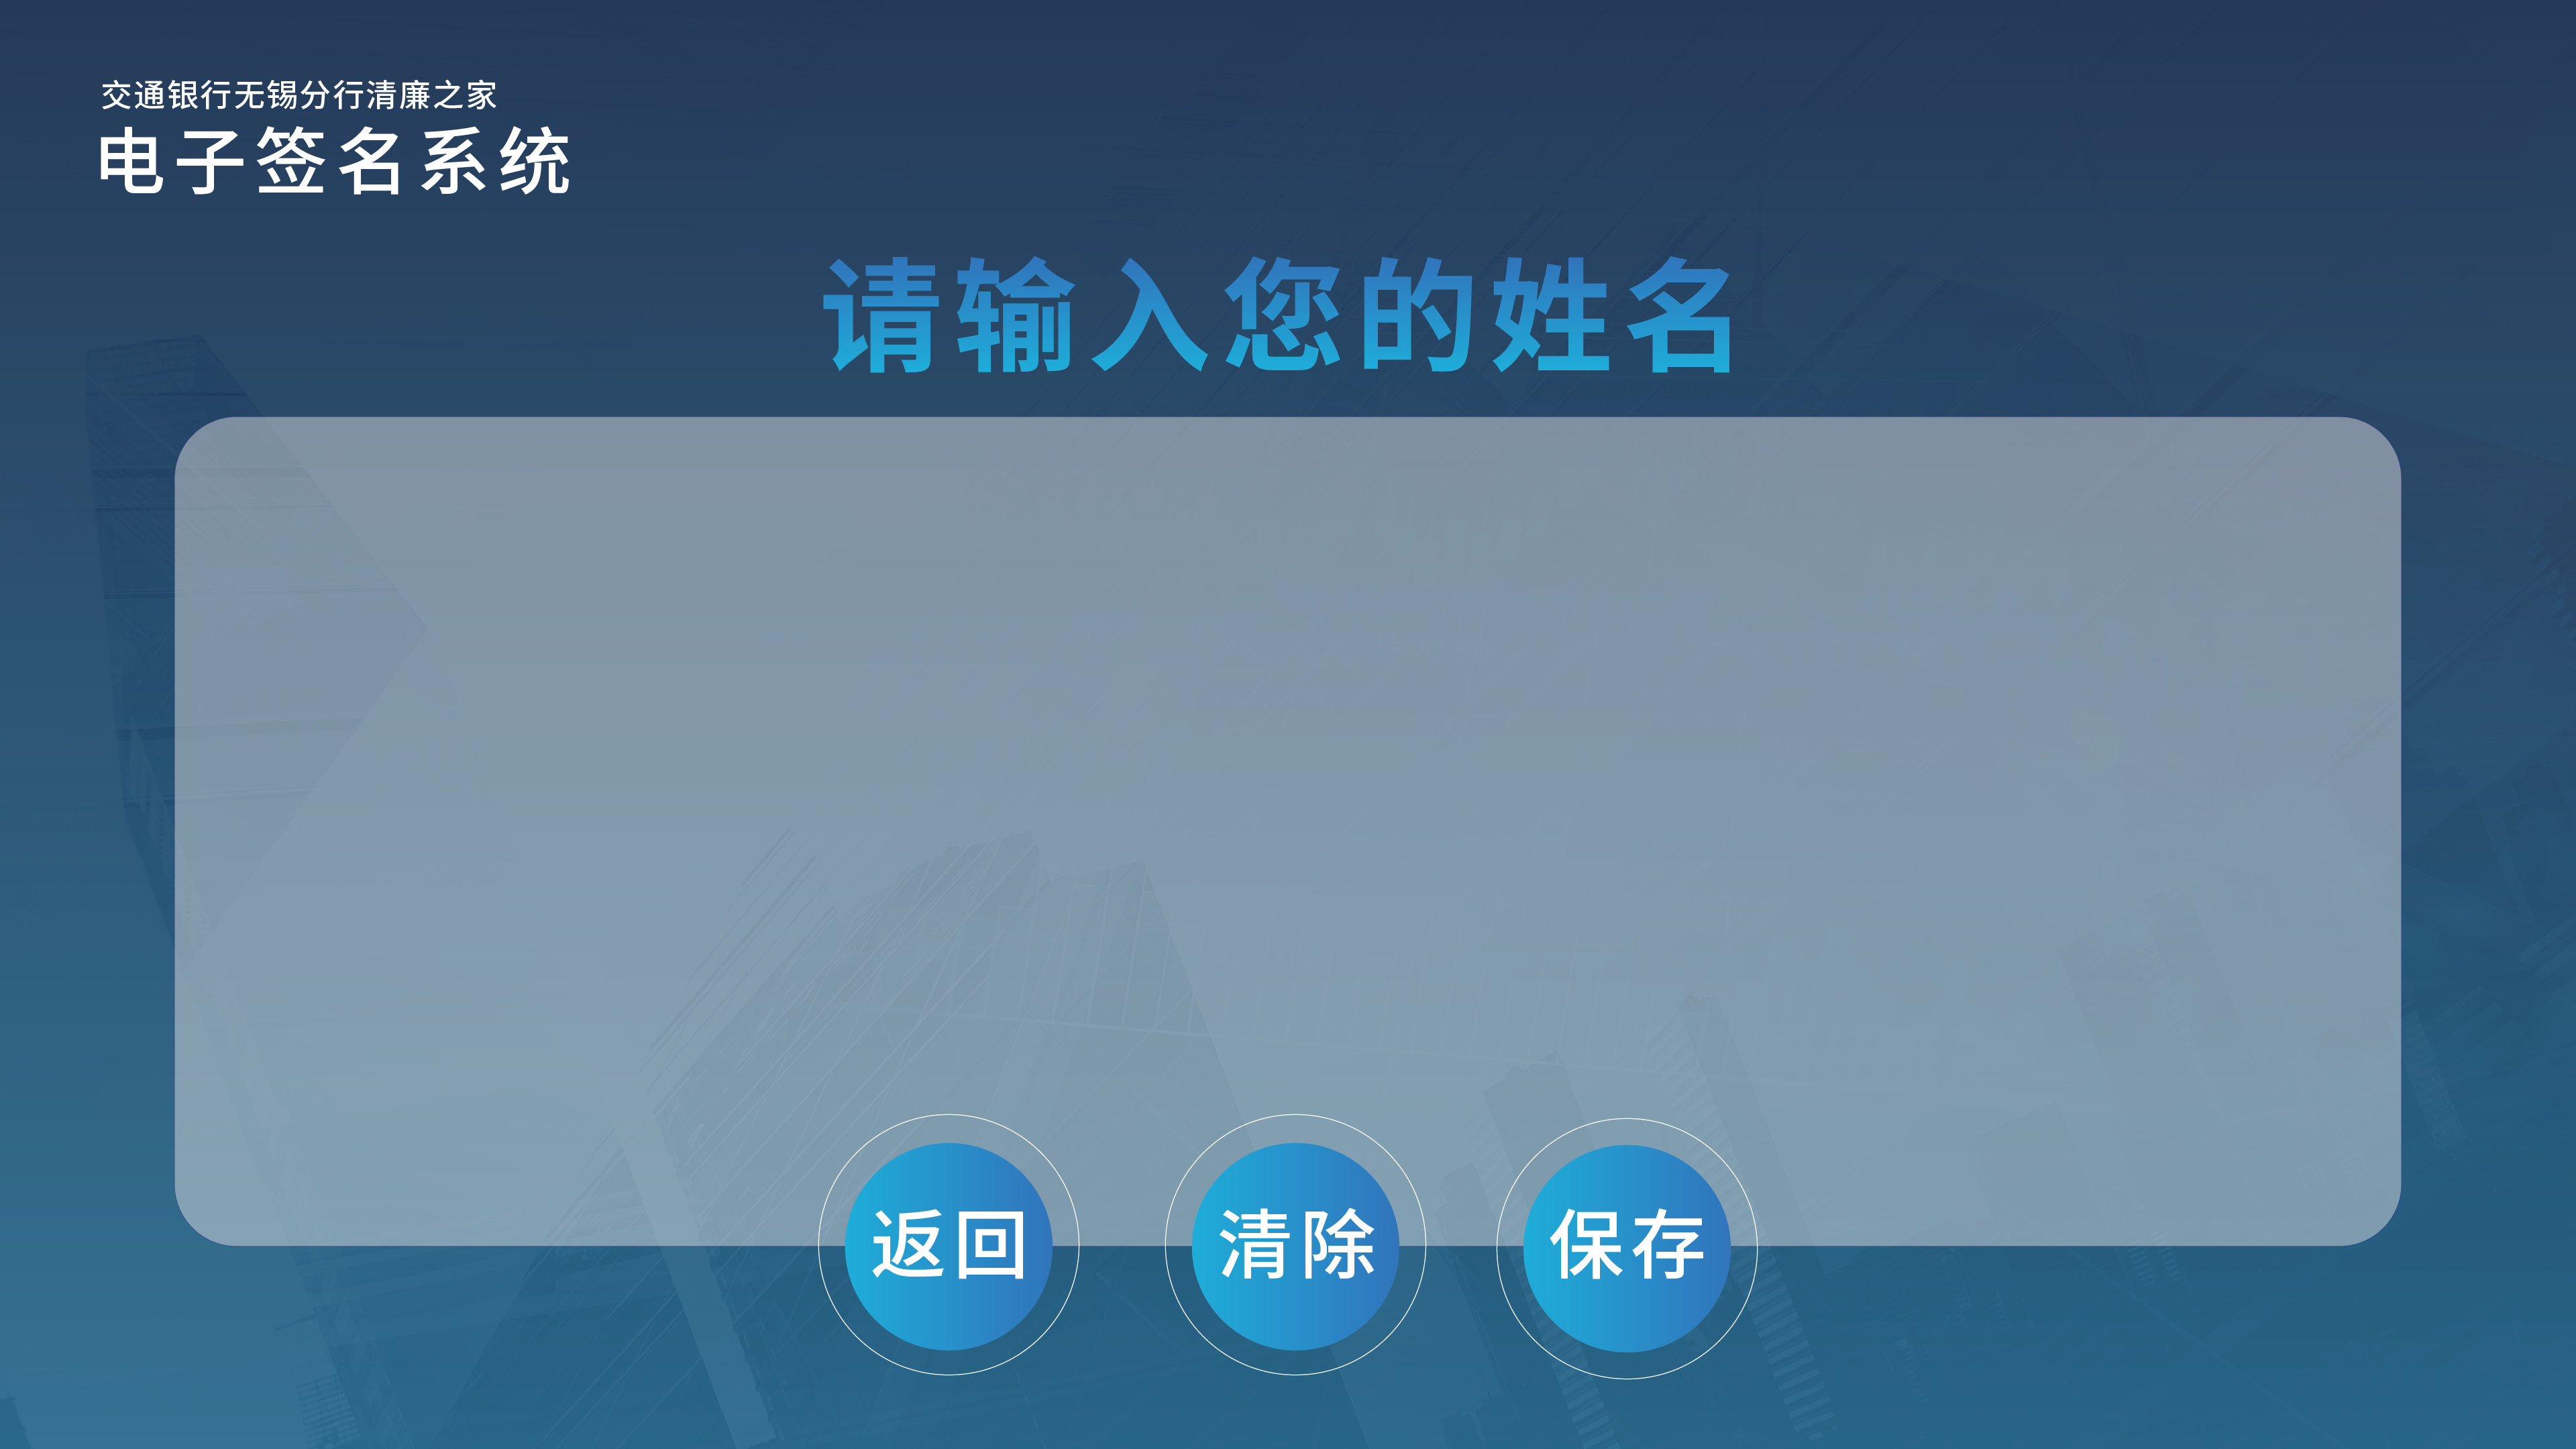 交通银行无锡分行清廉之家
电子签名系统
请输入您的姓名
返回
清除
保存